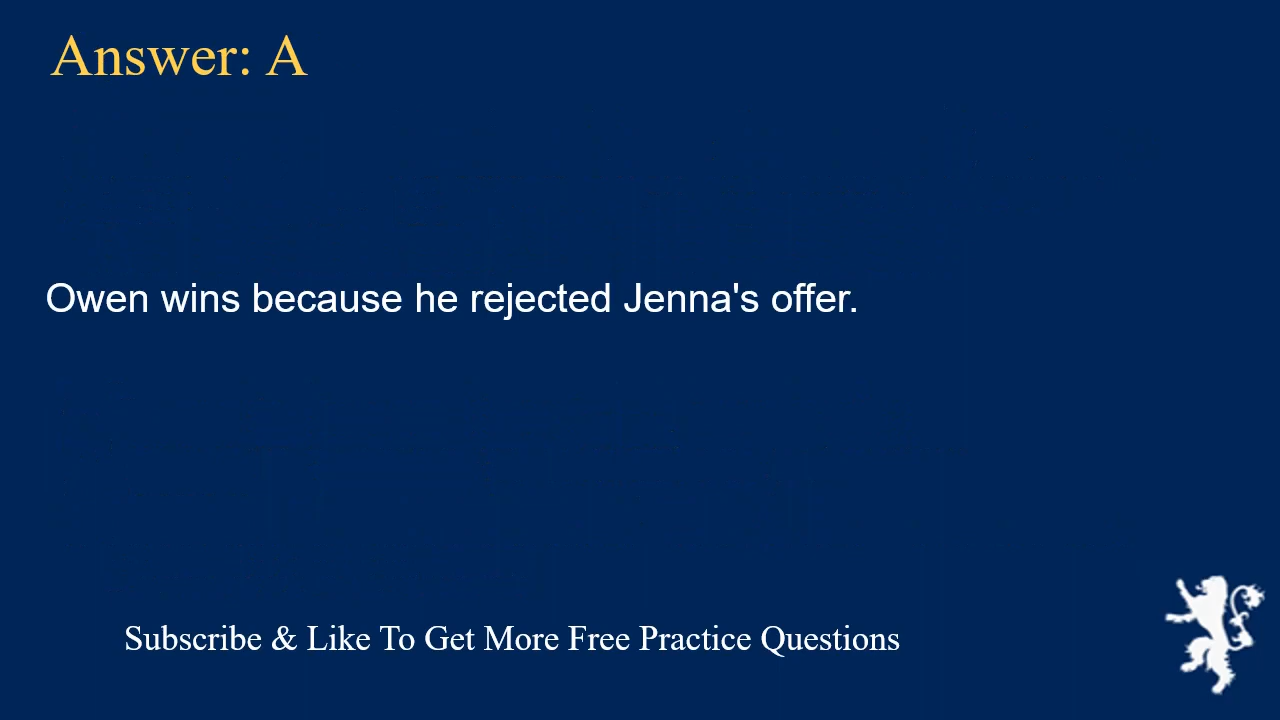 Answer: A
Owen wins because he rejected Jenna's offer.
Subscribe & Like To Get More Free Practice Questions